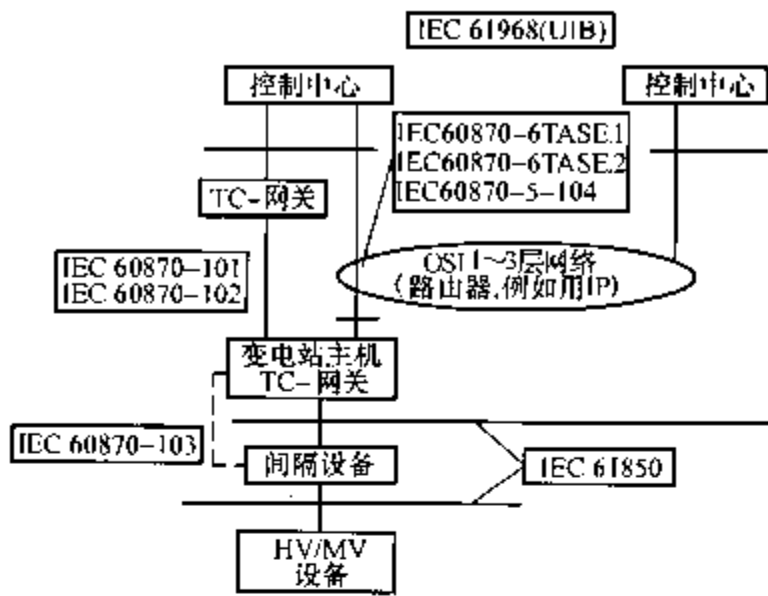 IEC 61968(UIB)
控制中心
控制中心
IEC60870-6TASE.1
IEC60870-6TASE.2
IEC60870-5-104
TC-网关
IEC 60870-101
IEC 60870-102
OSI 1~3层网络
(路由器,例如用IP)
变电站主机
TC-网关
IEC 60870-103
间隔设备
IEC 61850
HV/MV
设备